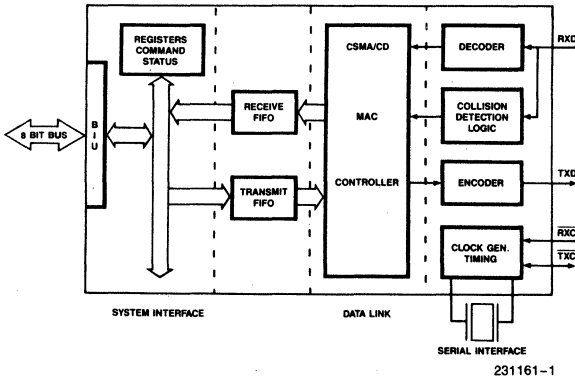 REGISTERS
COMMAND
STATUS
8 BIT BUS
B
I
U
RECEIVE
FIFO
TRANSMIT
FIFO
CSMA/CD
MAC
CONTROLLER
DECODER
COLLISION
DETECTION
LOGIC
ENCODER
CLOCK GEN.
TIMING
RXD
TXD
RXC
TXC
SYSTEM INTERFACE
DATA LINK
SERIAL INTERFACE
231161-1